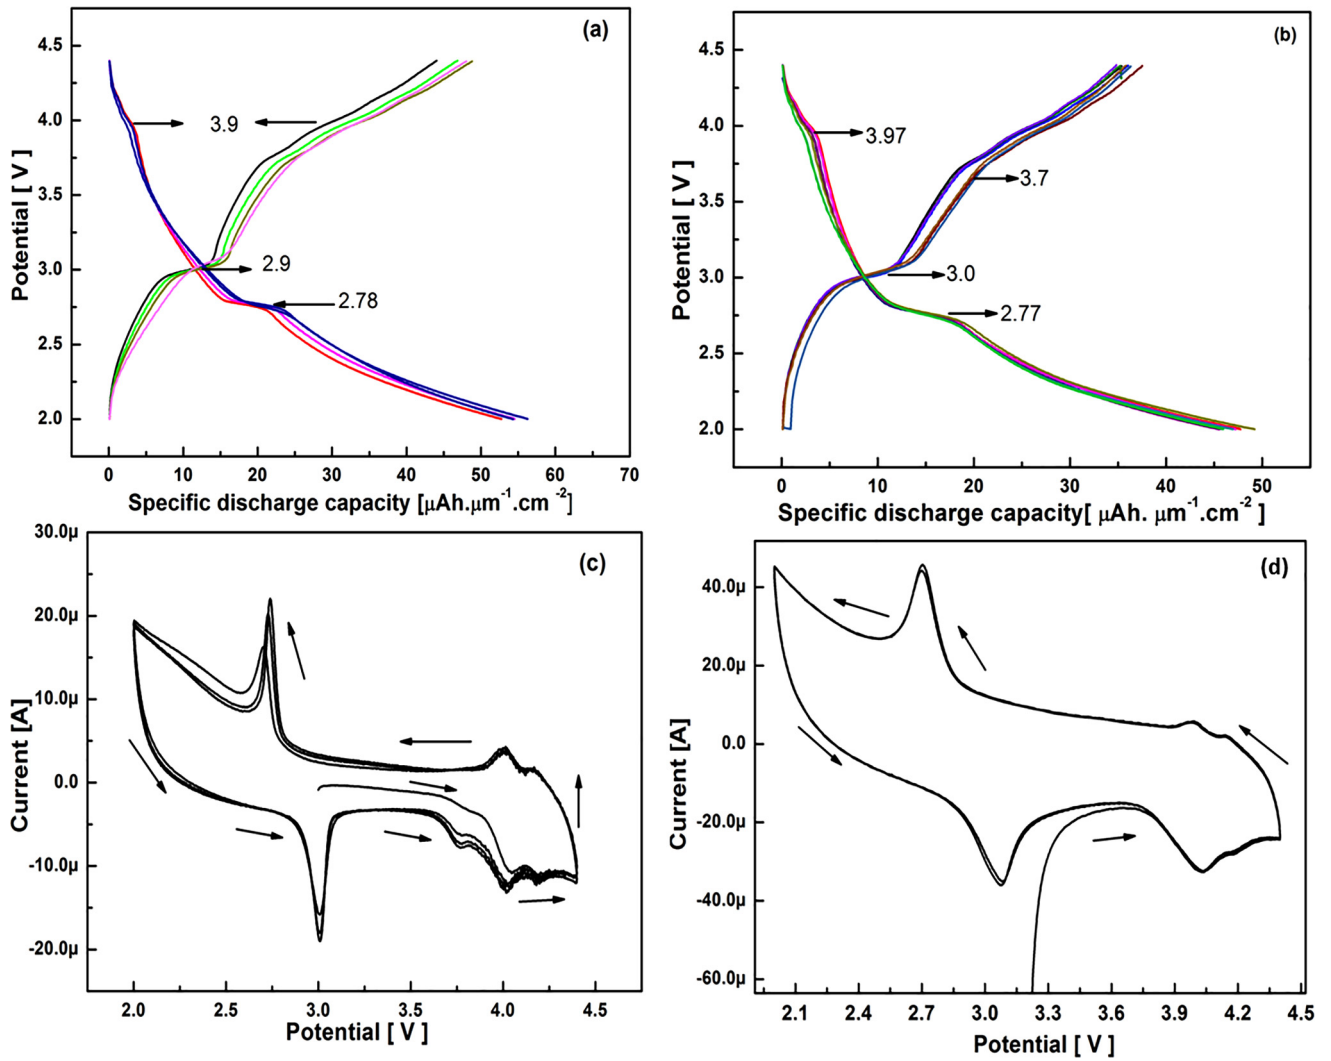 (a)
4.5
4.0
3.5
3.0
2.5
2.0
Potential [ V ]
3.9
2.9
2.78
0 10 20 30 40 50 60 70
Specific discharge capacity [μAh.μm⁻¹.cm⁻²]
(b)
4.5
4.0
3.5
3.0
2.5
2.0
Potential [ V ]
3.97
3.7
3.0
2.77
0 10 20 30 40 50
Specific discharge capacity[ μAh. μm⁻¹.cm⁻² ]
(c)
30.0μ
20.0μ
10.0μ
0.0
-10.0μ
-20.0μ
Current [A]
2.0 2.5 3.0 3.5 4.0 4.5
Potential [ V ]
(d)
40.0μ
20.0μ
0.0
-20.0μ
-40.0μ
-60.0μ
Current [A]
2.1 2.4 2.7 3.0 3.3 3.6 3.9 4.2 4.5
Potential [ V ]